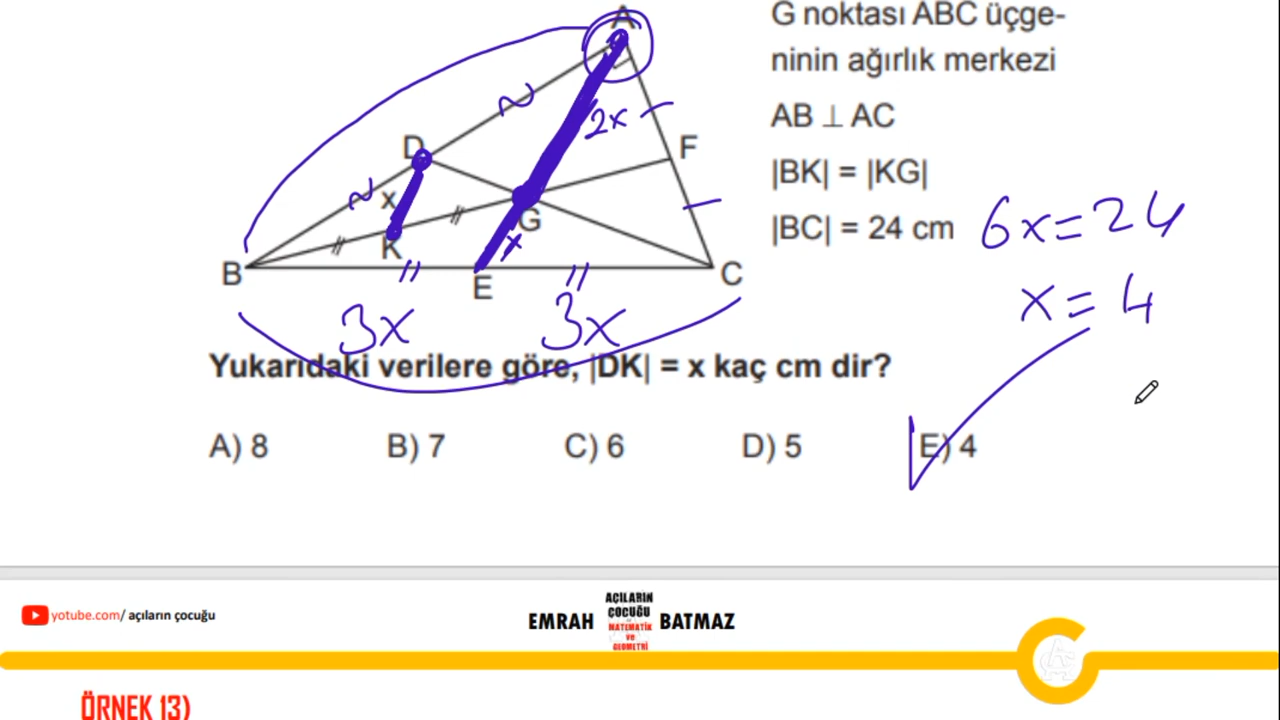 A
G noktası ABC üçge-
ninin ağırlık merkezi
AB ⊥ AC
|BK| = |KG|
|BC| = 24 cm
6x=24
x=4
2x
D
F
x
K
G
x
B
E
C
3x
3x
Yukarıdaki verilere göre, |DK| = x kaç cm dir?
A) 8 B) 7 C) 6 D) 5 E) 4
yotube.com/ açıların çocuğu
EMRAH
AÇILARIN
ÇOCUĞU
MATEMATİK
ve
GEOMETRİ
BATMAZ
ÖRNEK 13)